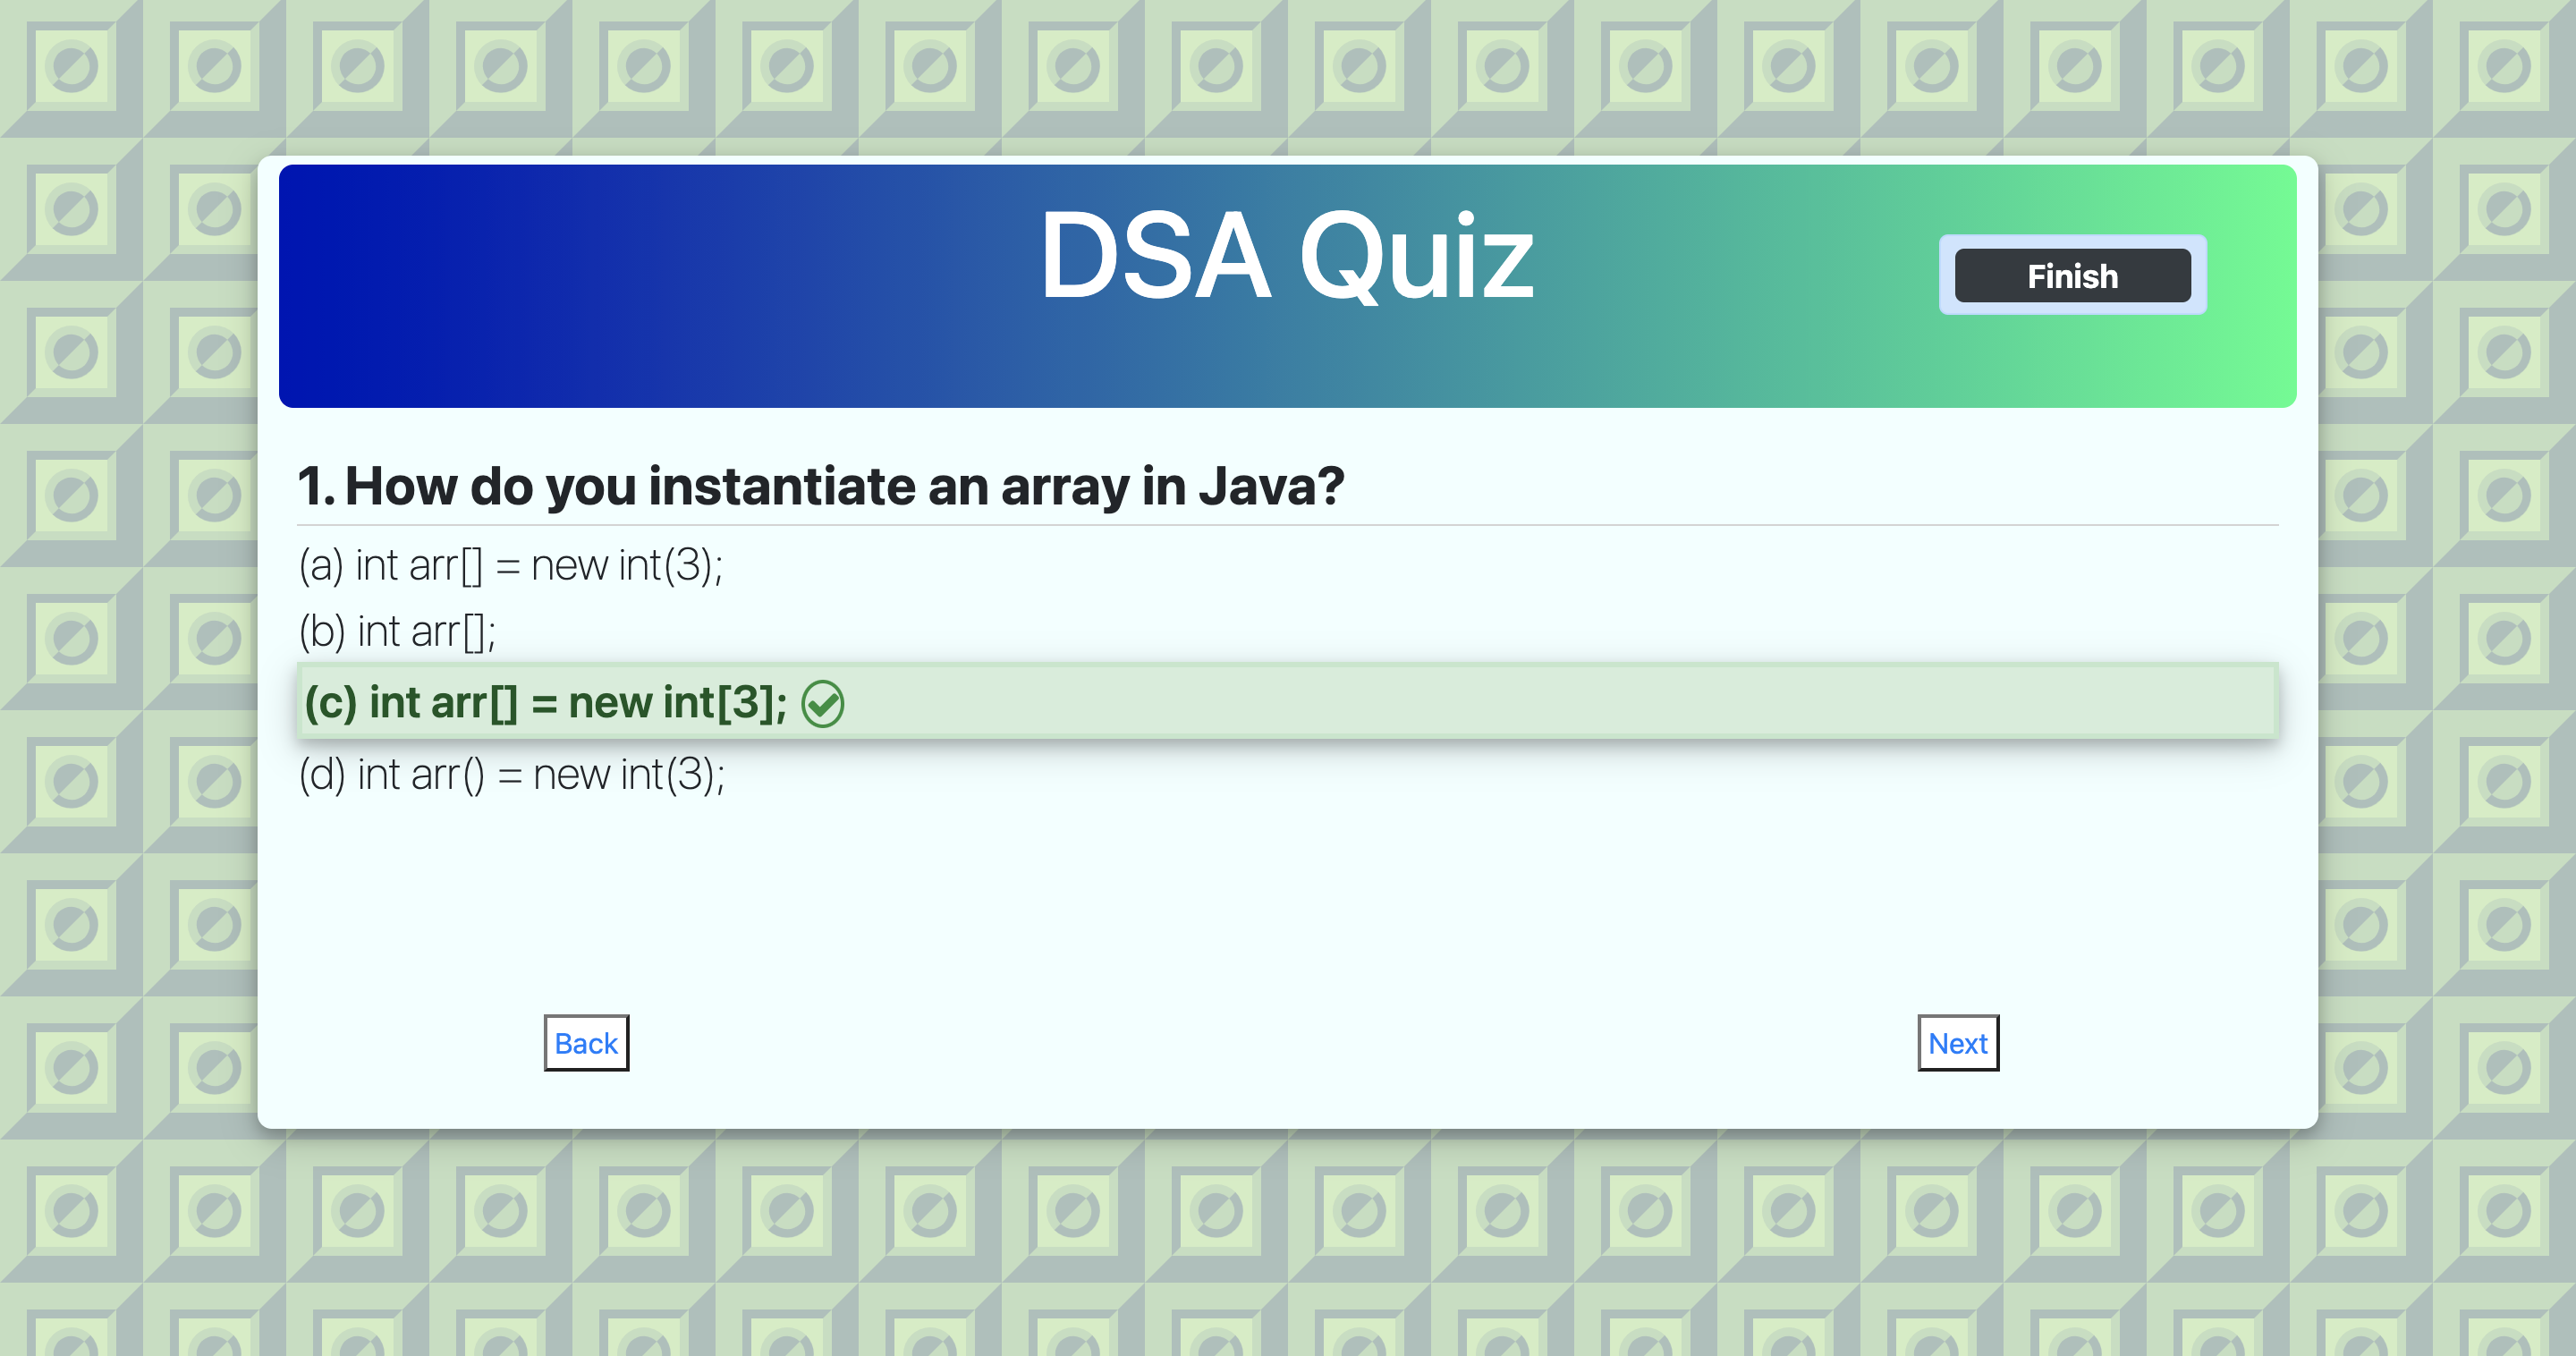 DSA Quiz
Finish
1. How do you instantiate an array in Java?
(a) int arr[] = new int(3);
(b) int arr[];
(c) int arr[] = new int[3];
(d) int arr() = new int(3);
Back
Next